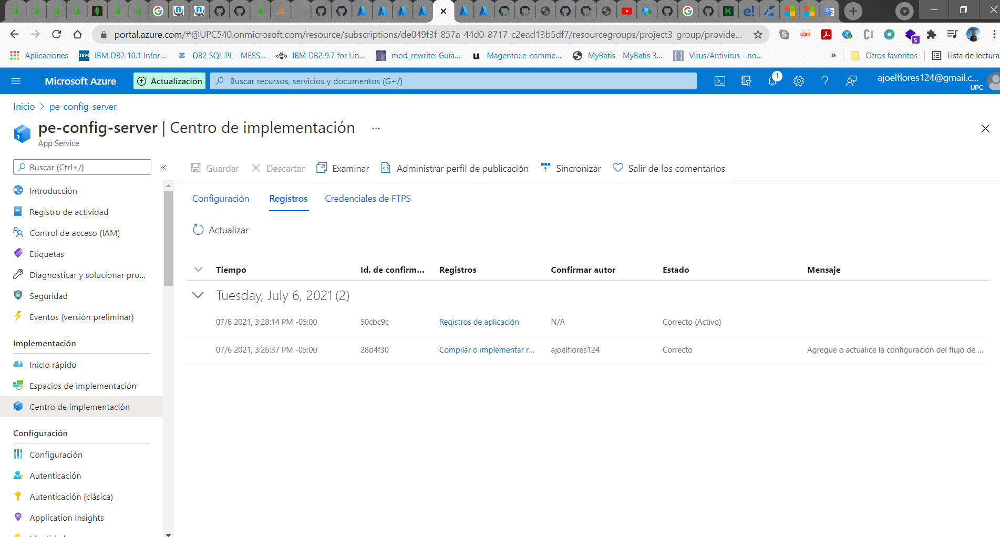 portal.azure.com/#@UPC540.onmicrosoft.com/resource/subscriptions/de049f3f-857a-44d0-8717-c2ead13b5df7/resourcegroups/project3-group/provide...
5
Aplicaciones
IBM
IBM DB2 10.1 Infor...
DB2 SQL PL - MESS...
IBM DB2 9.7 for Lin...
mod_rewrite: Guía...
Magento: e-comme...
MyBatis - MyBatis 3...
Virus/Antivirus - no...
»
Otros favoritos
Lista de lectura
Microsoft Azure
Actualización
Buscar recursos, servicios y documentos (G+/)
1
ajoelflores124@gmail.c...
UPC
Inicio > pe-config-server
pe-config-server | Centro de implementación ...
App Service
Buscar (Ctrl+/)
«
Guardar
Descartar
Examinar
Administrar perfil de publicación
Sincronizar
Salir de los comentarios
Introducción
Registro de actividad
Control de acceso (IAM)
Etiquetas
Diagnosticar y solucionar pro...
Seguridad
Eventos (versión preliminar)
Implementación
Inicio rápido
Espacios de implementación
Centro de implementación
Configuración
Configuración
Autenticación
Autenticación (clásica)
Application Insights
Configuración
Registros
Credenciales de FTPS
Actualizar
Tiempo
Id. de confirm...
Registros
Confirmar autor
Estado
Mensaje
Tuesday, July 6, 2021 (2)
07/6 2021, 3:28:14 PM -05:00
50cbc9c
Registros de aplicación
N/A
Correcto (Activo)
07/6 2021, 3:26:37 PM -05:00
28d4f30
Compilar o implementar r...
ajoelflores124
Correcto
Agregue o actualice la configuración del flujo de ...